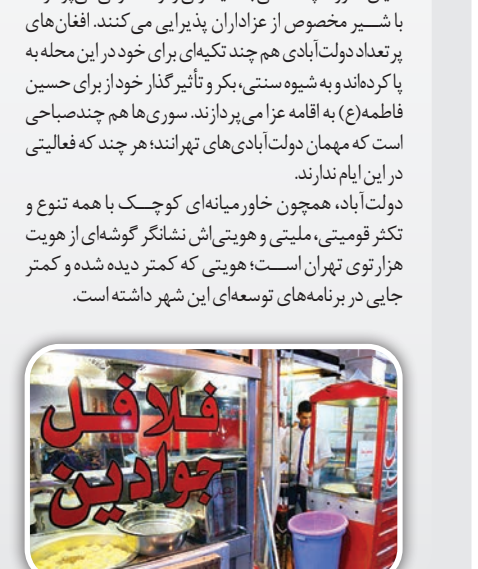 با شیر مخصوص از عزاداران پذیرایی می‌کنند. افغان‌های
پرتعداد دولت‌آبادی هم چند تکیه‌ای برای خود در این محله به
پا کرده‌اند و به شیوه سنتی، بکر و تأثیرگذار خود از برای حسین
فاطمه(ع) به اقامه عزا می‌پردازند. سوری‌ها هم چندصباحی
است که مهمان دولت‌آبادی‌های تهرانند؛ هر چند که فعالیتی
در این ایام ندارند.
دولت‌آباد، همچون خاورمیانه‌ای کوچک با همه تنوع و
تکثر قومیتی، ملیتی و هویتی‌اش نشانگر گوشه‌ای از هویت
هزارتوی تهران است؛ هویتی که کمتر دیده شده و کمتر
جایی در برنامه‌های توسعه‌ای این شهر داشته است.
فلافل
جوادین